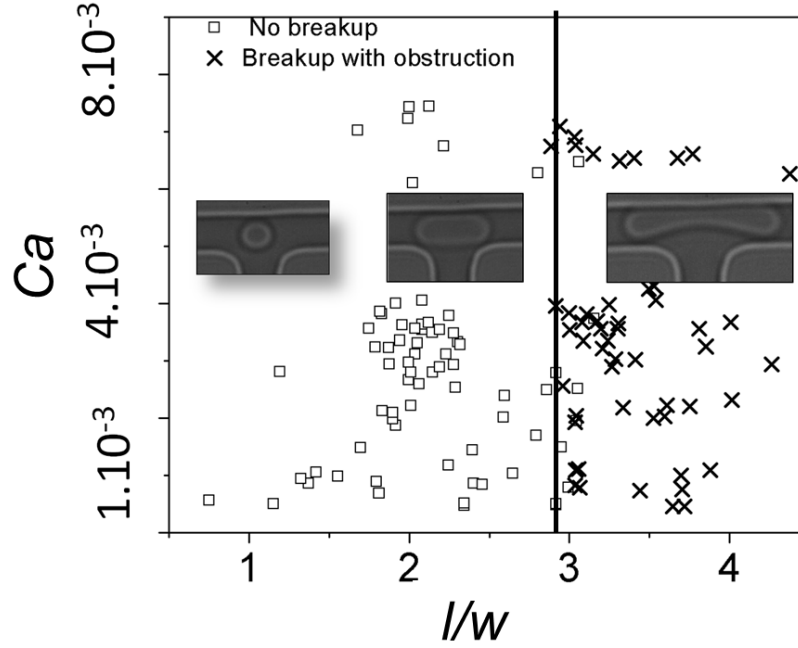 No breakup
Breakup with obstruction
8.10⁻³
4.10⁻³
1.10⁻³
Ca
1 2 3 4
l/w